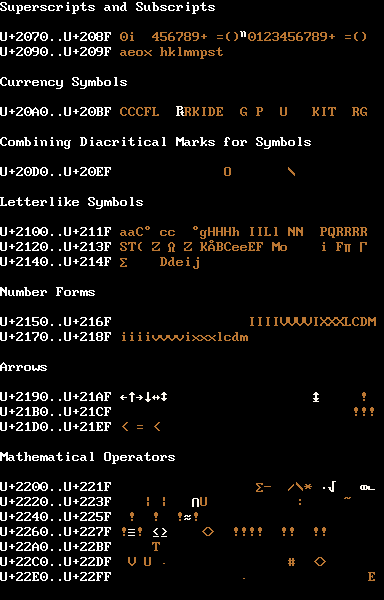 Superscripts and Subscripts
U+2070..U+208F 0i  456789+ =()ⁿ0123456789+ =()
U+2090..U+209F aeox hklmnpst
Currency Symbols
U+20A0..U+20BF CCCFL  ₧RKIDE  G P  U   KIT  RG
Combining Diacritical Marks for Symbols
U+20D0..U+20EF O \
Letterlike Symbols
U+2100..U+211F aaC° cc  °gHHHh IILl NN  PQRRRR
U+2120..U+213F ST( Z Ω Z KÅBCeeEF Mo    i Fπ Γ
U+2140..U+214F Σ    Ddeij
Number Forms
U+2150..U+216F IIIIVVVVIXXXLCDM
U+2170..U+218F iiiivvvvixxxlcdm
Arrows
U+2190..U+21AF ←↑→↓↔↕ ↨ !
U+21B0..U+21CF !!!
U+21D0..U+21EF < = <
Mathematical Operators
U+2200..U+221F Σ-  /\* ·√   ∞∟
U+2220..U+223F ¦ ¦   ∩U : ~
U+2240..U+225F !  !  !≈!
U+2260..U+227F !≡! ≤≥    <>  !!!!  !!  !!
U+22A0..U+22BF T
U+22C0..U+22DF V U · #  <>
U+22E0..U+22FF . E